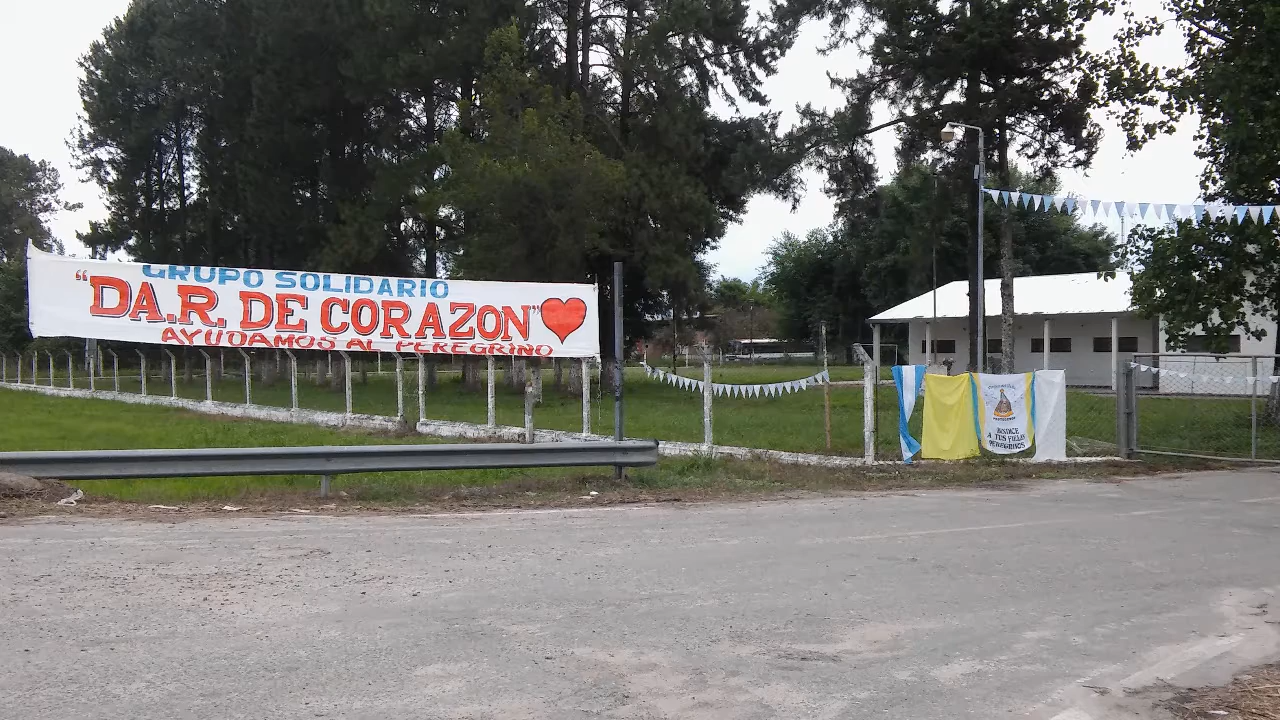 GRUPO SOLIDARIO
"DA.R. DE CORAZON"
AYUDAMOS AL PEREGRINO
BENDICE
A TUS FIELES
PEREGRINOS